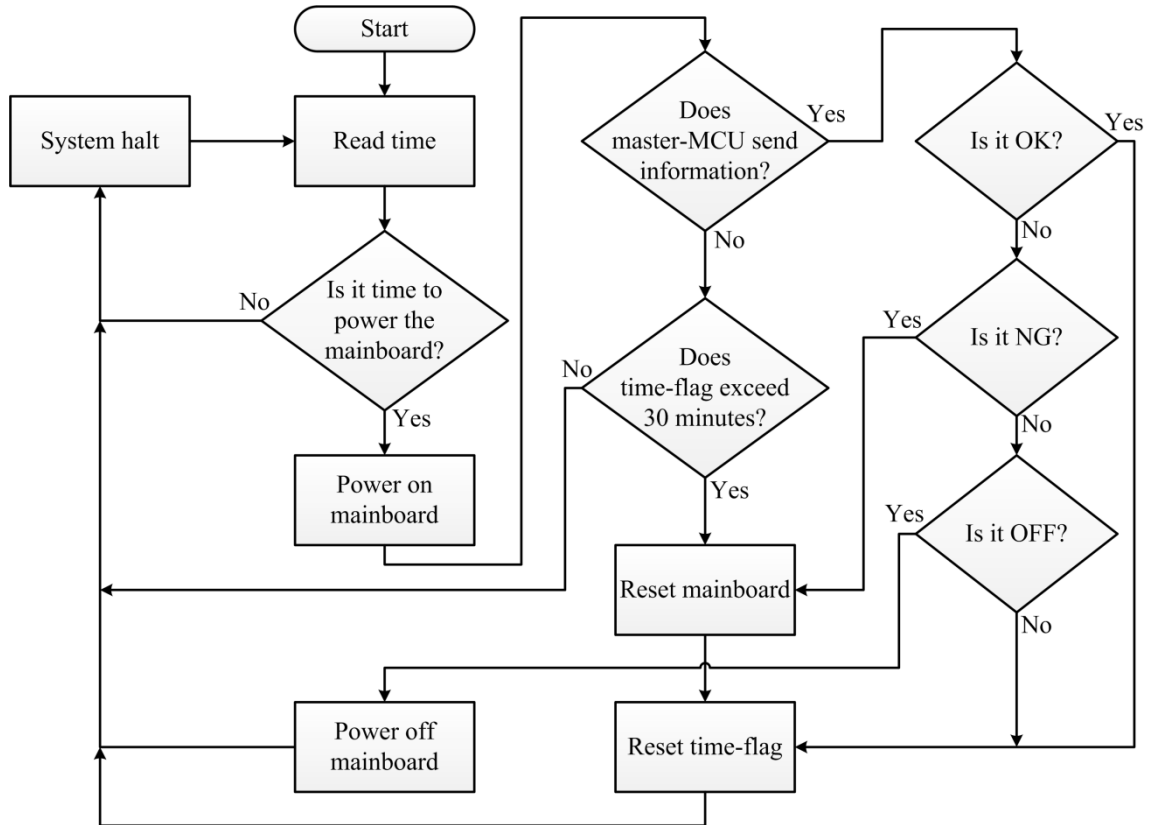 Start
System halt
Read time
Is it time to
power the
mainboard?
No
Yes
Power on
mainboard
Does
master-MCU send
information?
Yes
No
Does
time-flag exceed
30 minutes?
No
Yes
Reset mainboard
Reset time-flag
Power off
mainboard
Is it OK?
Yes
No
Is it NG?
Yes
No
Is it OFF?
Yes
No